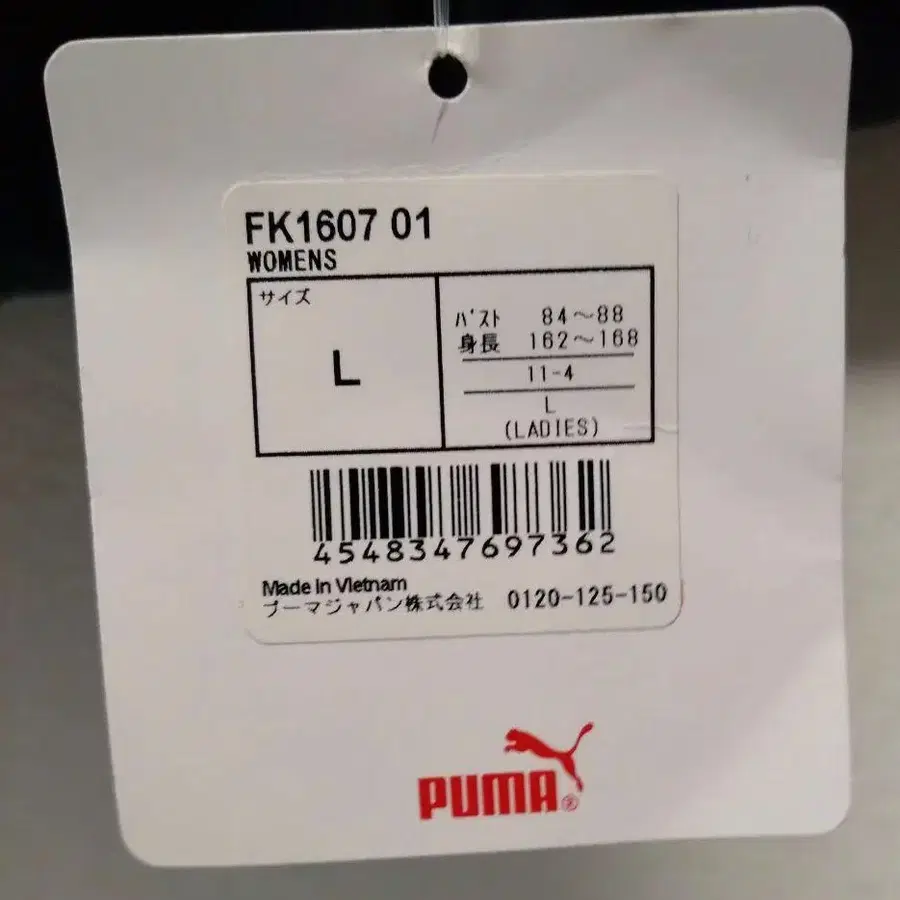 FK1607 01
WOMENS
サイズ
L
バスト 84～88
身長 162～168
11-4
L
(LADIES)
4548347697362
Made in Vietnam
プーマジャパン株式会社 0120-125-150
PUMA®